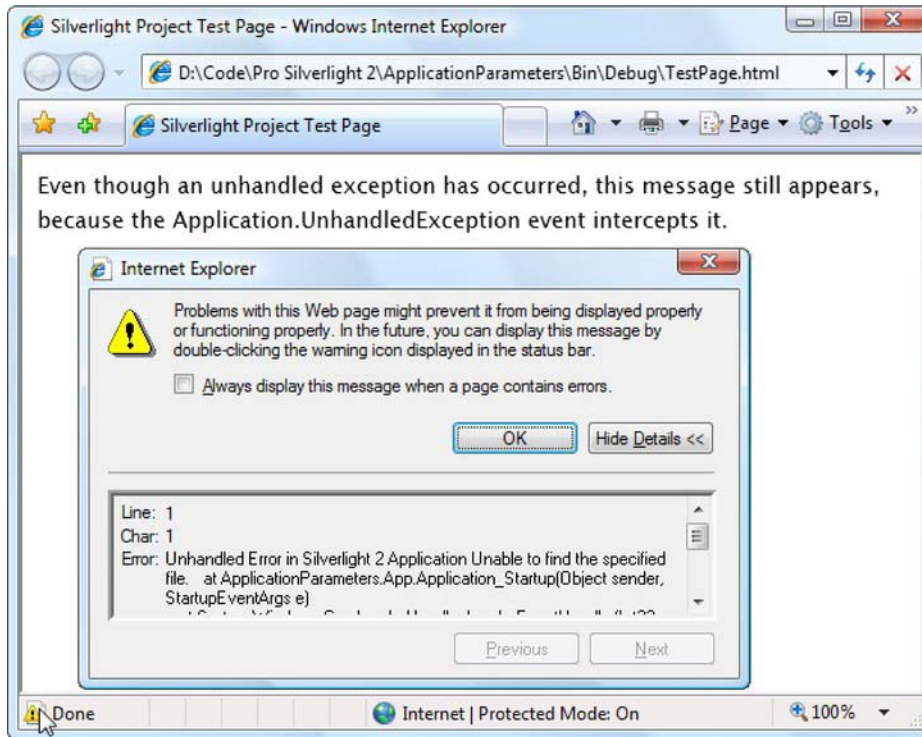 Silverlight Project Test Page - Windows Internet Explorer
D:\Code\Pro Silverlight 2\ApplicationParameters\Bin\Debug\TestPage.html
Silverlight Project Test Page
Page
Tools
Even though an unhandled exception has occurred, this message still appears,
because the Application.UnhandledException event intercepts it.
Internet Explorer
Problems with this Web page might prevent it from being displayed properly
or functioning properly. In the future, you can display this message by
double-clicking the warning icon displayed in the status bar.
Always display this message when a page contains errors.
OK
Hide Details <<
Line: 1
Char: 1
Error: Unhandled Error in Silverlight 2 Application Unable to find the specified
file. at ApplicationParameters.App.Application_Startup(Object sender,
StartupEventArgs e)
Previous
Next
Done
Internet | Protected Mode: On
100%